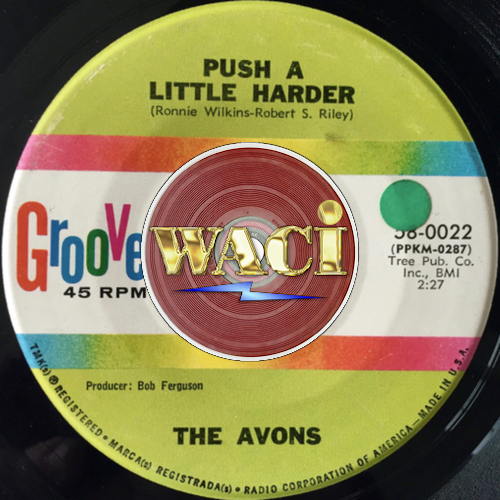 PUSH A
LITTLE HARDER
(Ronnie Wilkins-Robert S. Riley)
Groove
45 RPM
WACi
58-0022
(PPKM-0287)
Tree Pub. Co.
Inc., BMI
2:27
Producer: Bob Ferguson
THE AVONS
TMK(s) ® REGISTERED • MARCA(s) REGISTRADA(s) • RADIO CORPORATION OF AMERICA—MADE IN U.S.A.